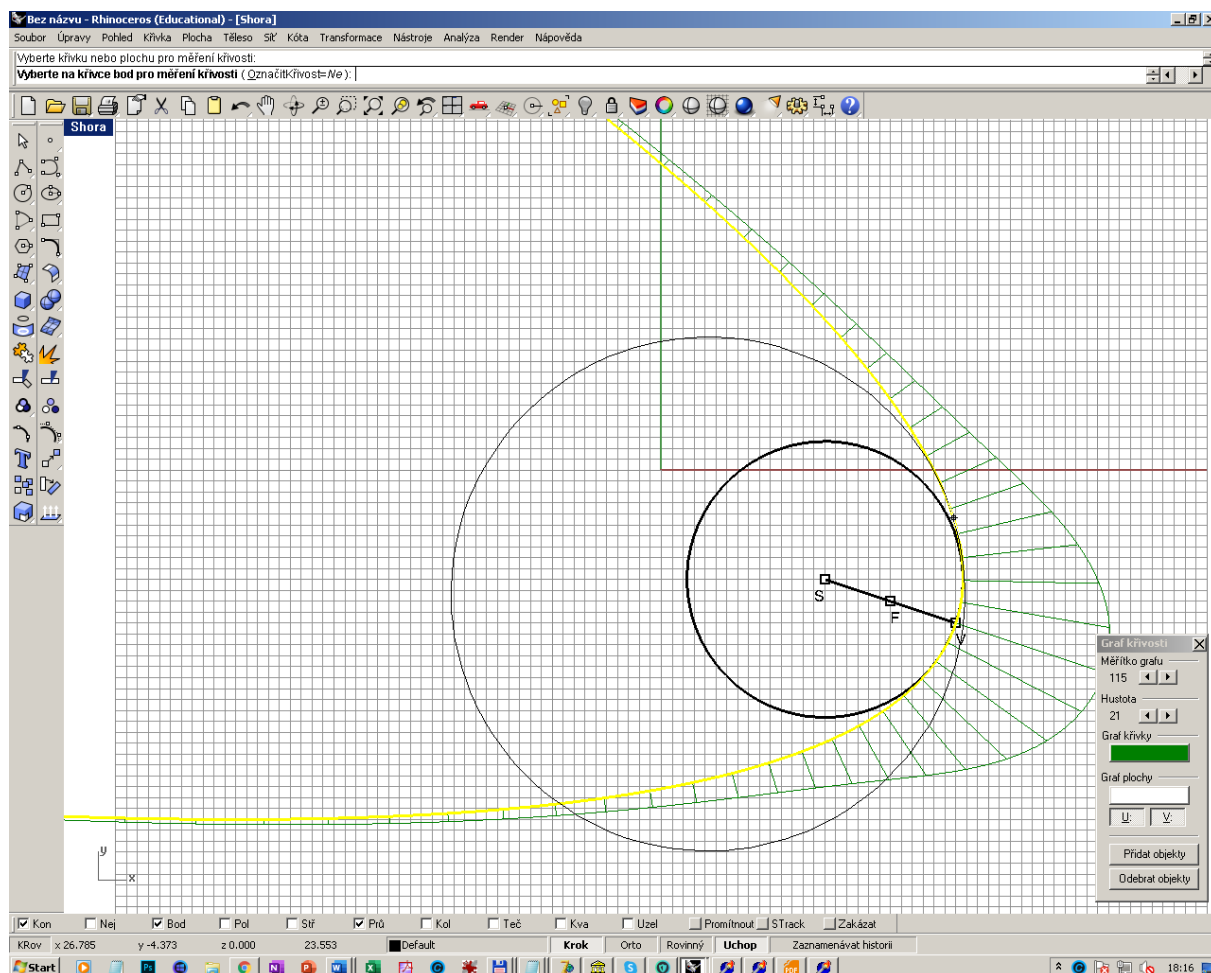 Bez názvu - Rhinoceros (Educational) - [Shora]
Soubor Úpravy Pohled Křivka Plocha Těleso Síť Kóta Transformace Nástroje Analýza Render Nápověda
Vyberte křivku nebo plochu pro měření křivosti:
Vyberte na křivce bod pro měření křivosti ( OznačitKřivost=Ne ):
Shora
S
F
V
y
x
Graf křivosti
Měřítko grafu
115
Hustota
21
Graf křivky
Graf plochy
U: V:
Přidat objekty
Odebrat objekty
Kon Nej Bod Pol Stř Prů Kol Teč Kva Uzel Promítnout STrack Zakázat
KRov x 26.785 y -4.373 z 0.000 23.553 Default Krok Orto Rovinný Uchop Zaznamenávat historii
Start 18:16